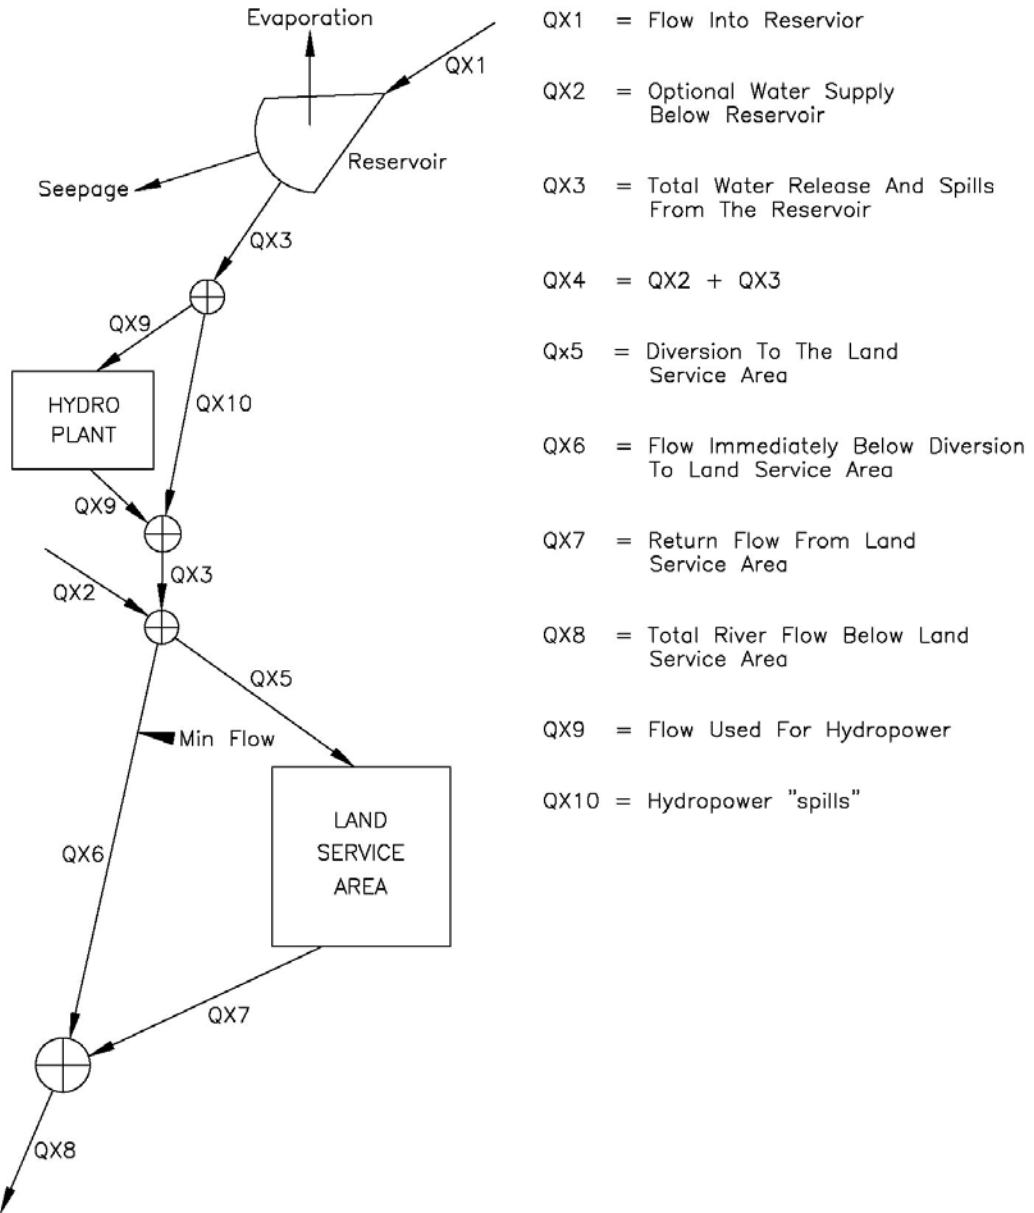 Evaporation
QX1
Reservoir
Seepage
QX3
QX9
HYDRO
PLANT
QX10
QX9
QX3
QX2
QX5
Min Flow
LAND
SERVICE
AREA
QX6
QX7
QX8
QX1 = Flow Into Reservior
QX2 = Optional Water Supply
Below Reservoir
QX3 = Total Water Release And Spills
From The Reservoir
QX4 = QX2 + QX3
Qx5 = Diversion To The Land
Service Area
QX6 = Flow Immediately Below Diversion
To Land Service Area
QX7 = Return Flow From Land
Service Area
QX8 = Total River Flow Below Land
Service Area
QX9 = Flow Used For Hydropower
QX10 = Hydropower "spills"